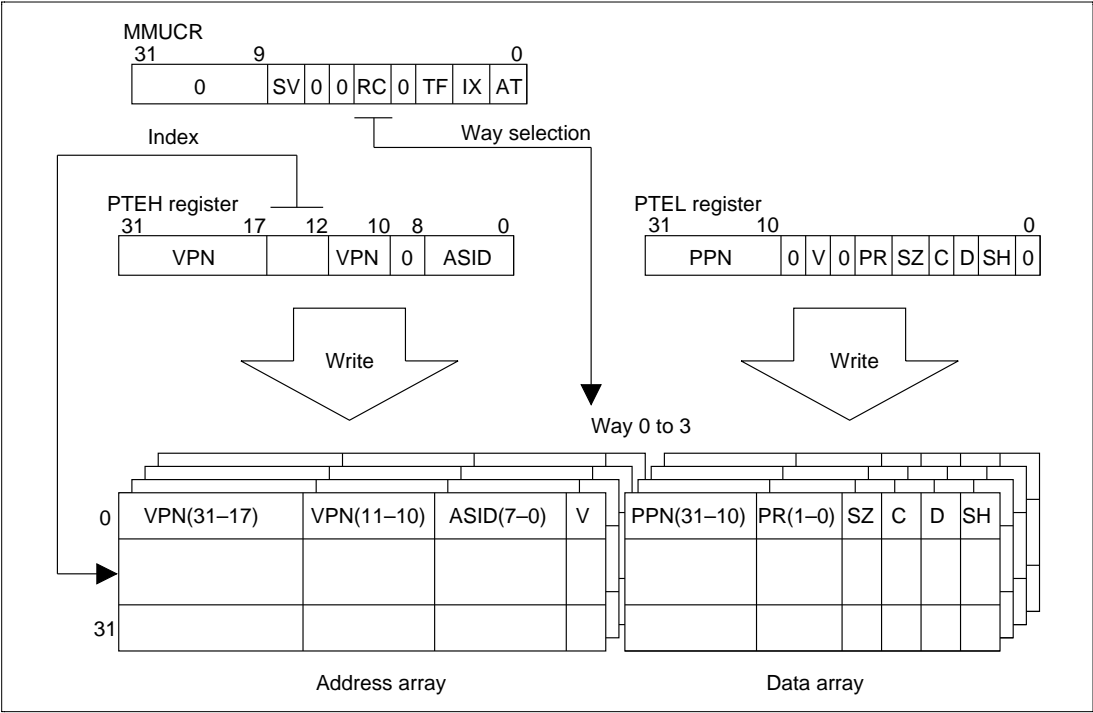 MMUCR
31 9 0
0 SV 0 0 RC 0 TF IX AT
Index
Way selection
PTEH register
31 17 12 10 8 0
VPN VPN 0 ASID
PTEL register
31 10 0
PPN 0 V 0 PR SZ C D SH 0
Write
Write
Way 0 to 3
0 VPN(31–17) VPN(11–10) ASID(7–0) V PPN(31–10) PR(1–0) SZ C D SH
31
Address array
Data array